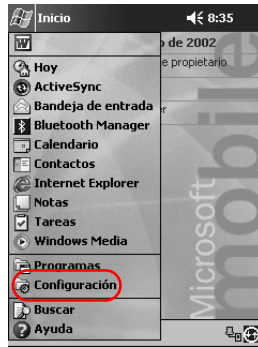 Inicio 8:35
o de 2002
Hoy
e propietario
ActiveSync
Bandeja de entrada
Bluetooth Manager
Calendario
Contactos
Internet Explorer
Notas
Tareas
Windows Media
Programas
Configuración
Buscar
Ayuda
Microsoft
mobile